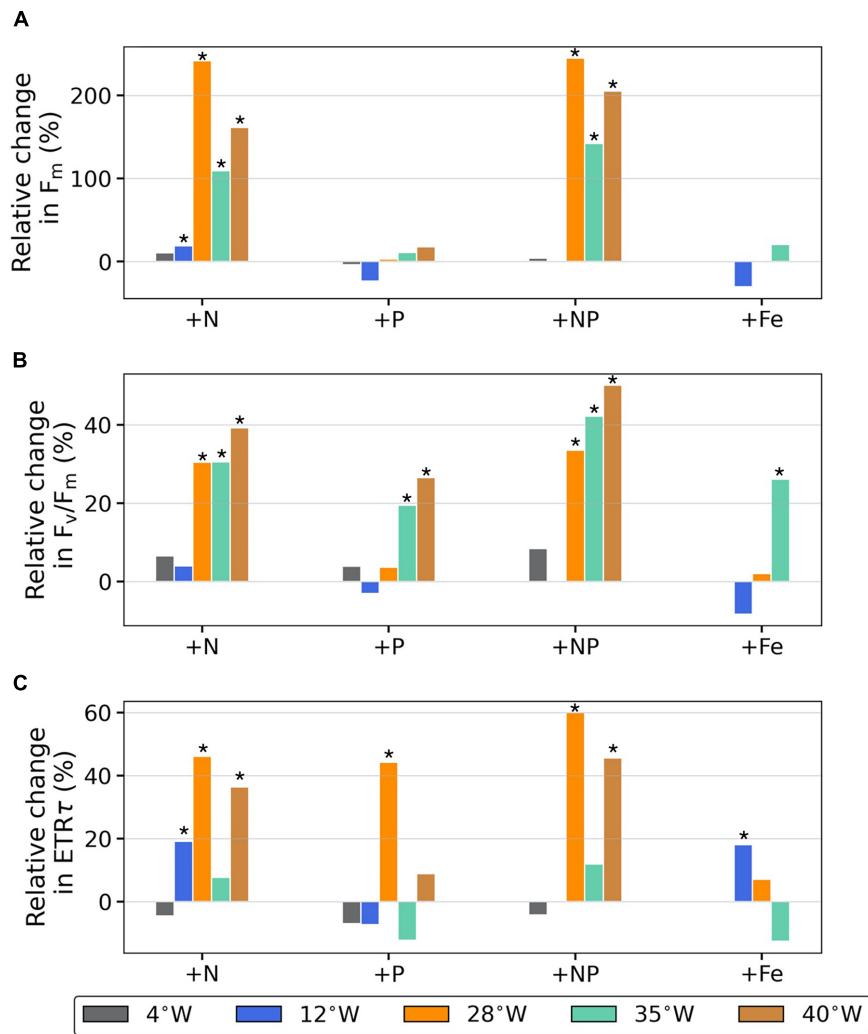 A
Relative change
in Fm (%)
200
100
0
* * * * * * *
+N +P +NP +Fe
B
Relative change
in Fv/Fm (%)
40
20
0
* * * * * * * * *
+N +P +NP +Fe
C
Relative change
in ETRτ (%)
60
40
20
0
* * * * * * *
+N +P +NP +Fe
4°W 12°W 28°W 35°W 40°W